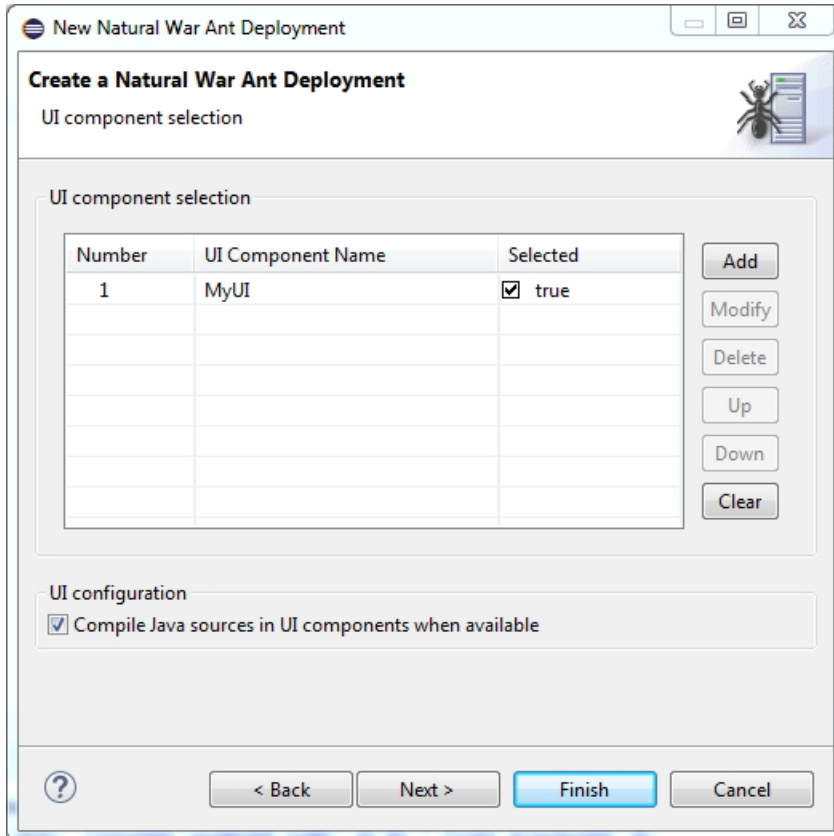 New Natural War Ant Deployment
Create a Natural War Ant Deployment
UI component selection
UI component selection
Number UI Component Name Selected
1 MyUI true
Add
Modify
Delete
Up
Down
Clear
UI configuration
Compile Java sources in UI components when available
? < Back Next > Finish Cancel